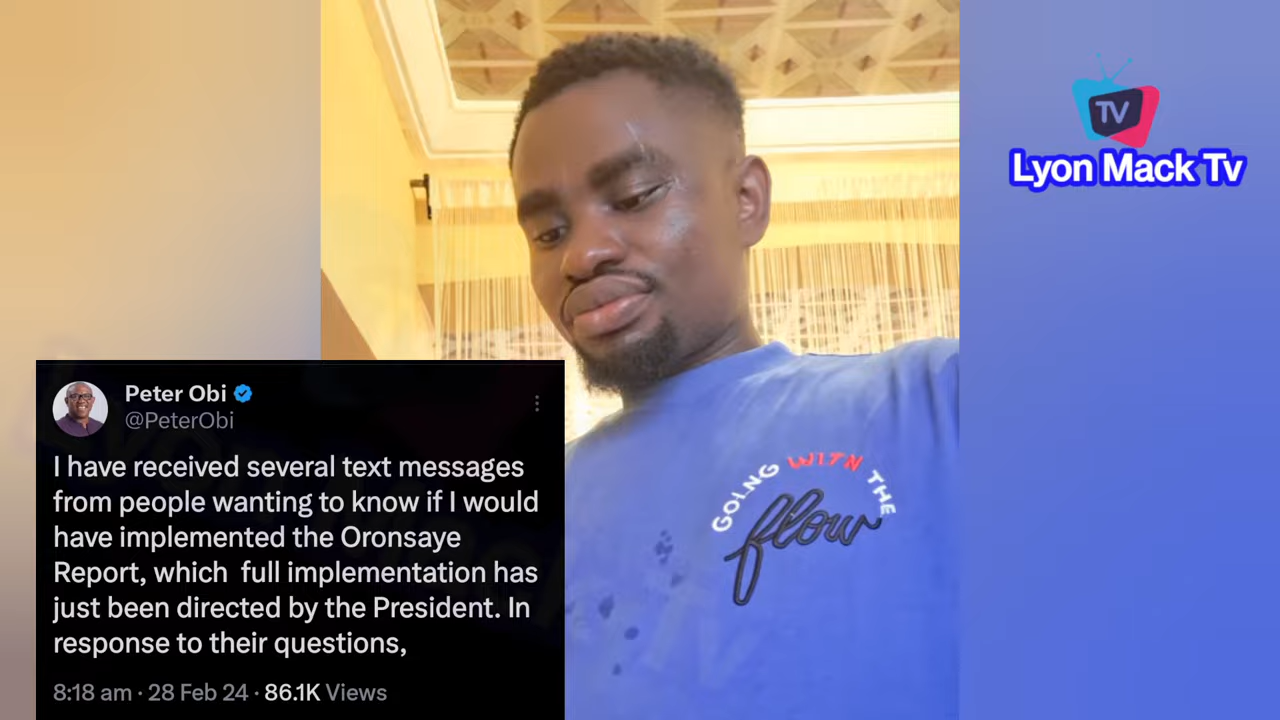 TV
Lyon Mack Tv
GOING WITH THE
flow
Peter Obi
@PeterObi
I have received several text messages
from people wanting to know if I would
have implemented the Oronsaye
Report, which full implementation has
just been directed by the President. In
response to their questions,
8:18 am · 28 Feb 24 · 86.1K Views